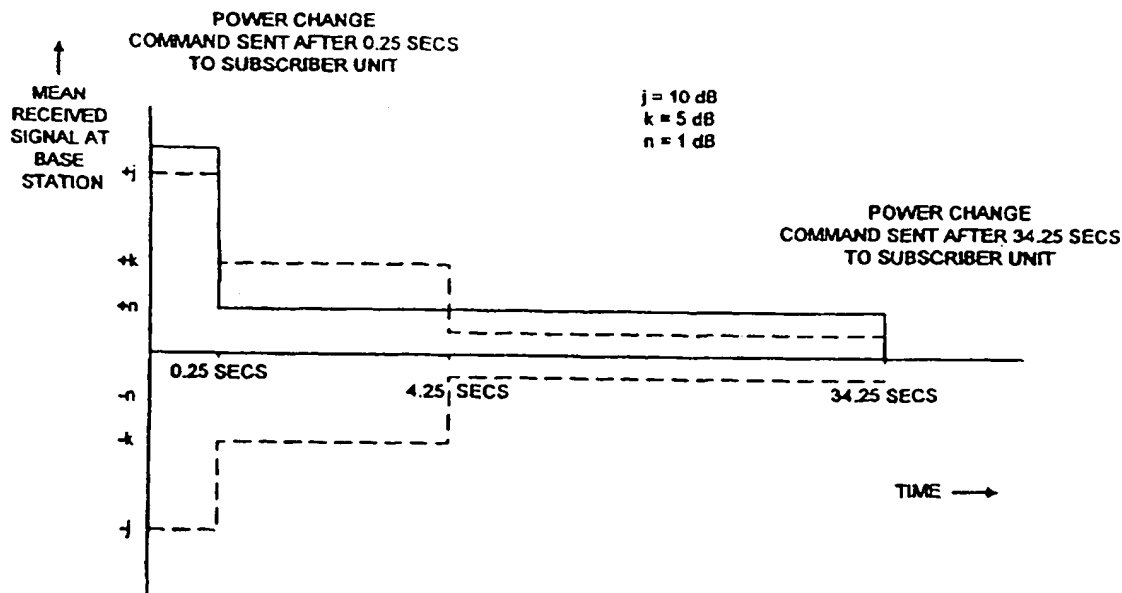 POWER CHANGE
COMMAND SENT AFTER 0.25 SECS
TO SUBSCRIBER UNIT
MEAN
RECEIVED
SIGNAL AT
BASE
STATION
j = 10 dB
k = 5 dB
n = 1 dB
+j
POWER CHANGE
COMMAND SENT AFTER 34.25 SECS
TO SUBSCRIBER UNIT
+k
+n
0.25 SECS
4.25 SECS
34.25 SECS
-n
-k
TIME
-j